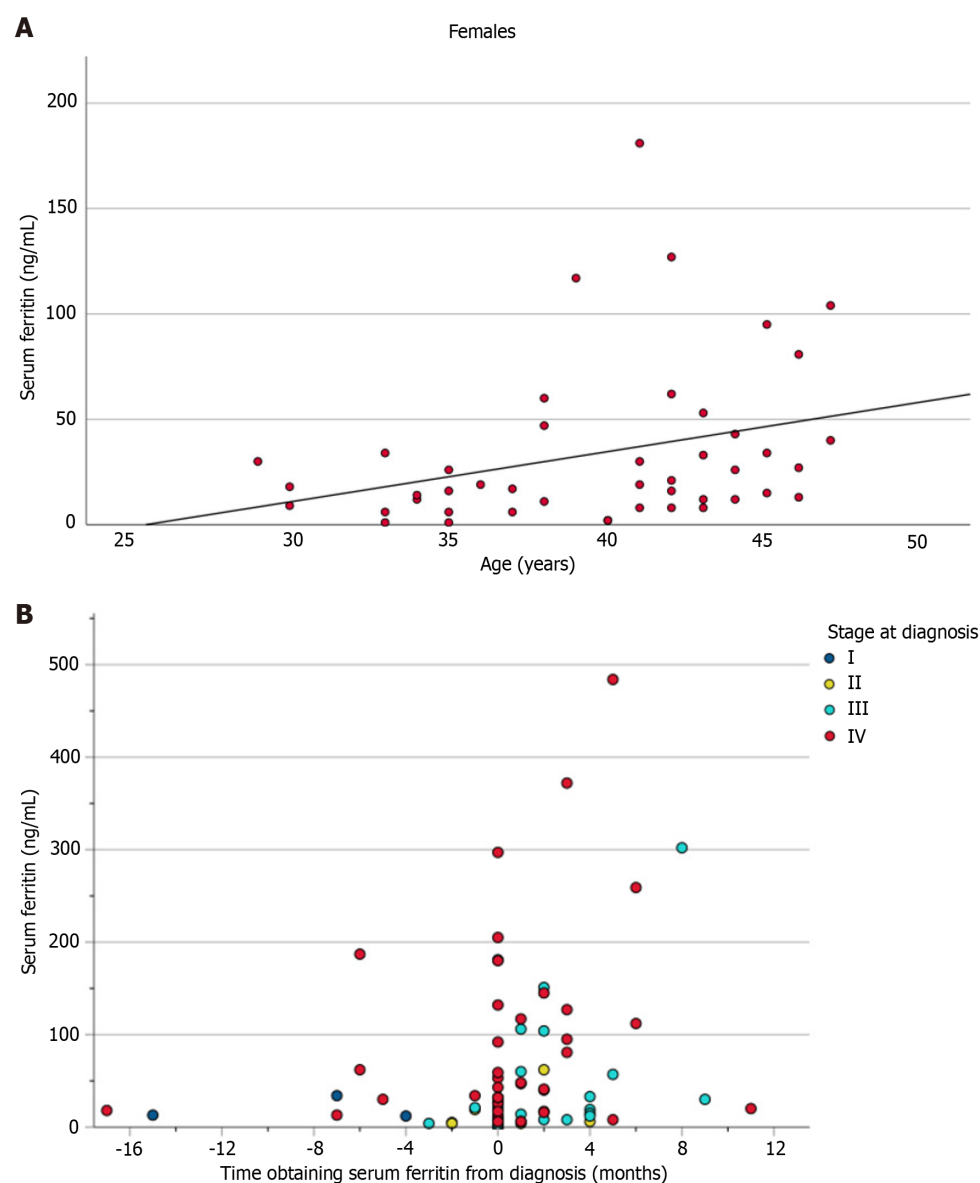 A
Females
200
150
100
50
0
Serum ferritin (ng/mL)
25 30 35 40 45 50
Age (years)
B
Stage at diagnosis
I
II
III
IV
500
400
300
200
100
0
Serum ferritin (ng/mL)
-16 -12 -8 -4 0 4 8 12
Time obtaining serum ferritin from diagnosis (months)